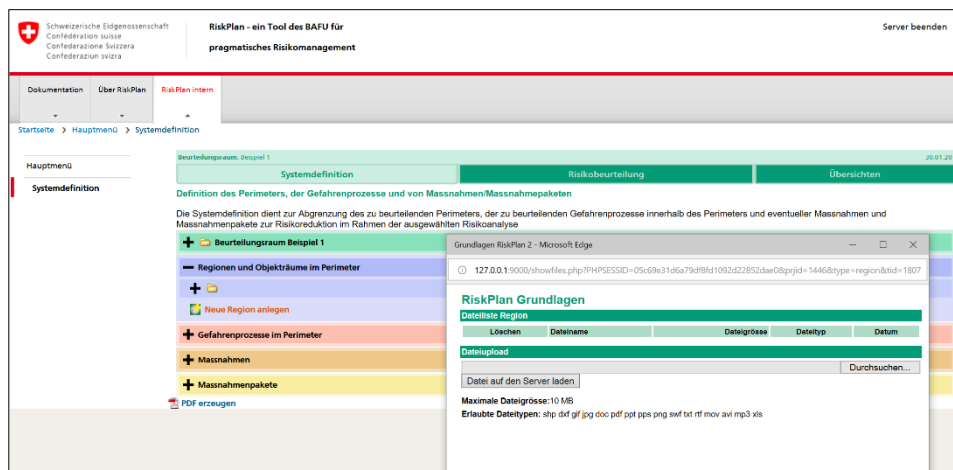 Schweizerische Eidgenossenschaft
Confédération suisse
Confederazione Svizzera
Confederaziun svizra
RiskPlan - ein Tool des BAFU für
pragmatisches Risikomanagement
Server beenden
Dokumentation Über RiskPlan RiskPlan intern
Startseite > Hauptmenü > Systemdefinition
Hauptmenü
Systemdefinition
Beurteilungsraum. Beispiel 1 30.01.20
Systemdefinition Risikobeurteilung Übersichten
Definition des Perimeters, der Gefahrenprozesse und von Massnahmen/Massnahmepaketen
Die Systemdefinition dient zur Abgrenzung des zu beurteilenden Perimeters, der zu beurteilenden Gefahrenprozesse innerhalb des Perimeters und eventueller Massnahmen und
Massnahmenpakete zur Risikoreduktion im Rahmen der ausgewählten Risikoanalyse
Beurteilungsraum Beispiel 1
Regionen und Objekträume im Perimeter
Neue Region anlegen
Gefahrenprozesse im Perimeter
Massnahmen
Massnahmenpakete
PDF erzeugen
Grundlagen RiskPlan 2 - Microsoft Edge
127.0.0.1:9000/showfiles.php?PHPSESSID=05c69e31d6a79df8fd1092d22852dae0&prjid=1446&type=region&tid=1807
RiskPlan Grundlagen
Dateiliste Region
Löschen Dateiname Dateigrösse Dateityp Datum
Dateiupload
Durchsuchen...
Datei auf den Server laden
Maximale Dateigrösse:10 MB
Erlaubte Dateitypen: shp dxf gif jpg doc pdf ppt pps png swf txt rtf mov avi mp3 xls